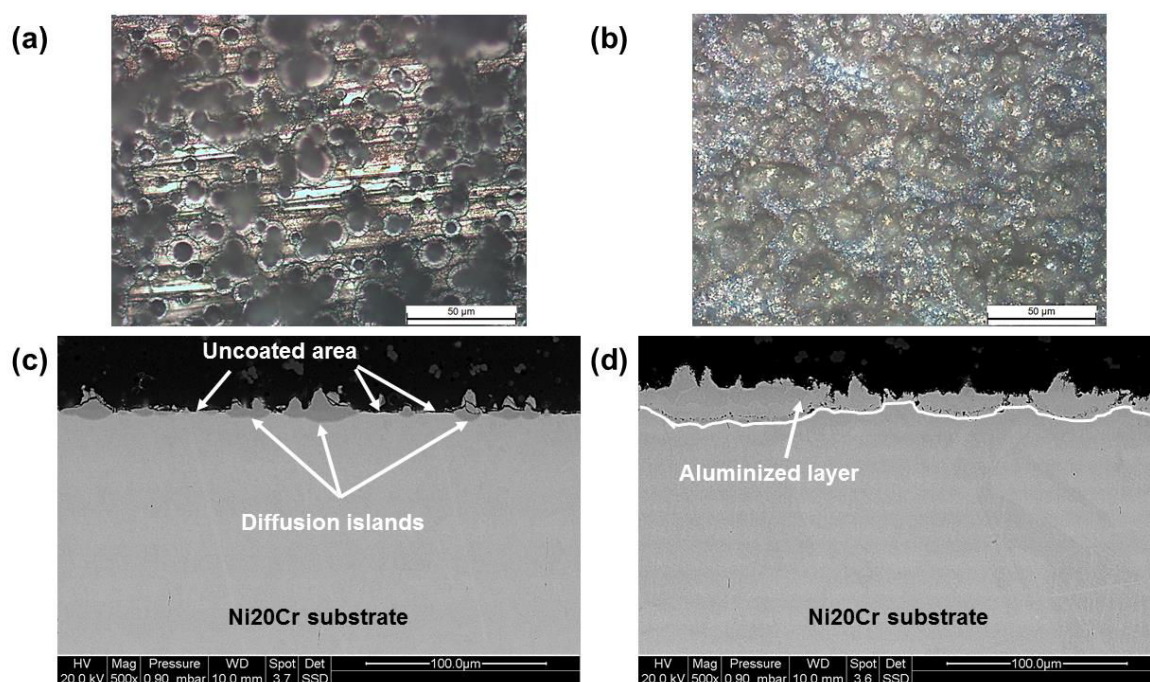 (a)
(b)
50 µm
50 µm
(c)
Uncoated area
Diffusion islands
Ni20Cr substrate
HV Mag Pressure WD Spot Det
20.0 kV 500x 0.90 mbar 10.0 mm 3.7 SSD
100.0µm
(d)
Aluminized layer
Ni20Cr substrate
HV Mag Pressure WD Spot Det
20.0 kV 500x 0.90 mbar 10.0 mm 3.6 SSD
100.0µm